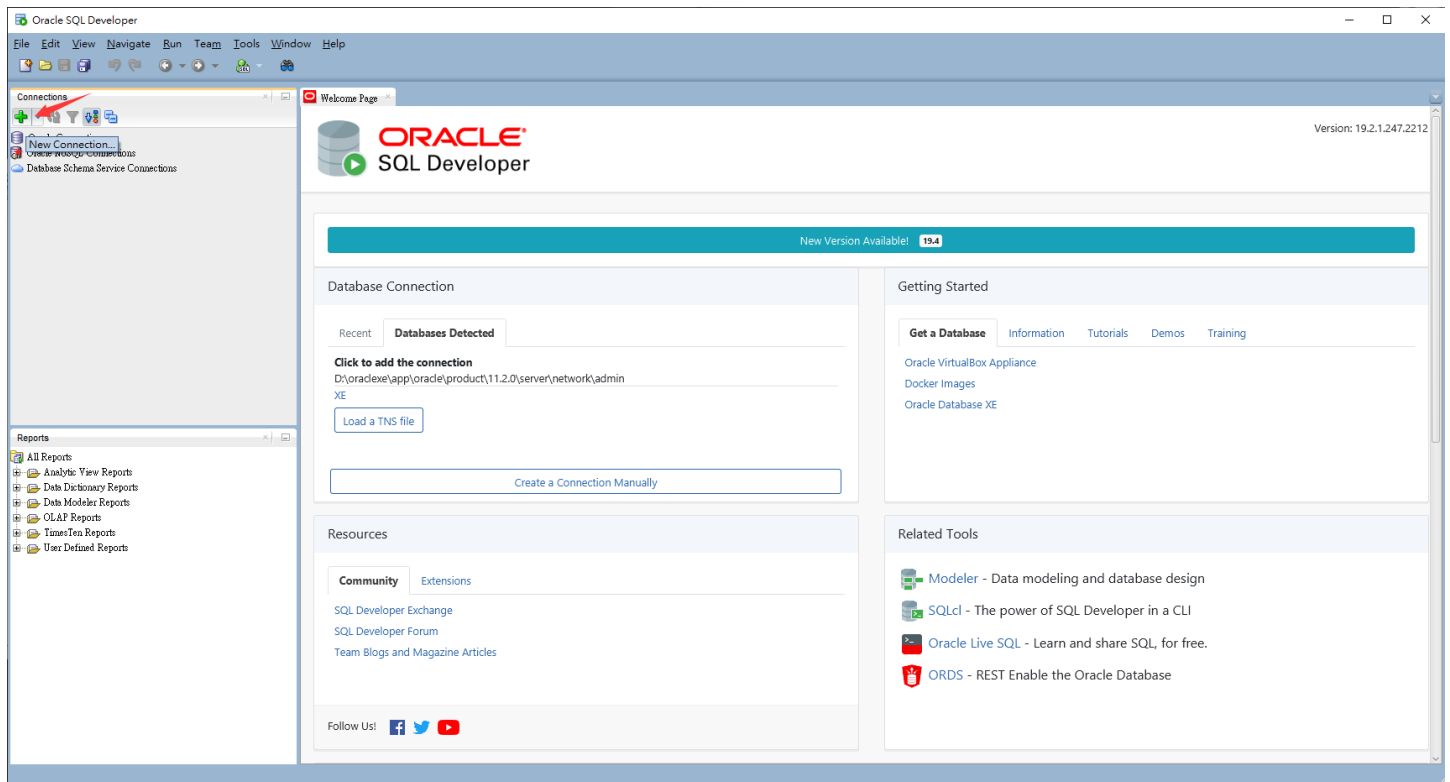 Oracle SQL Developer
File Edit View Navigate Run Team Tools Window Help
Connections
New Connection...
Oracle NoSQL Connections
Database Schema Service Connections
Reports
All Reports
Analytic View Reports
Data Dictionary Reports
Data Modeler Reports
OLAP Reports
TimesTen Reports
User Defined Reports
Welcome Page
ORACLE
SQL Developer
Version: 19.2.1.247.2212
New Version Available! 19.4
Database Connection
Recent Databases Detected
Click to add the connection
D:\oraclexe\app\oracle\product\11.2.0\server\network\admin
XE
Load a TNS file
Create a Connection Manually
Getting Started
Get a Database Information Tutorials Demos Training
Oracle VirtualBox Appliance
Docker Images
Oracle Database XE
Resources
Community Extensions
SQL Developer Exchange
SQL Developer Forum
Team Blogs and Magazine Articles
Follow Us!
Related Tools
Modeler - Data modeling and database design
SQLcl - The power of SQL Developer in a CLI
Oracle Live SQL - Learn and share SQL, for free.
ORDS - REST Enable the Oracle Database